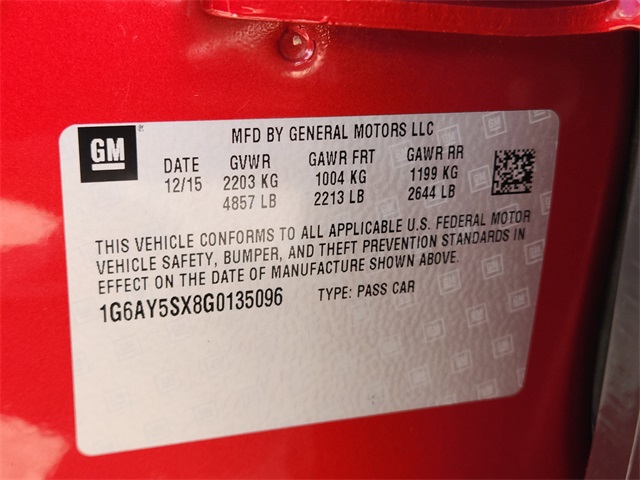 GM
MFD BY GENERAL MOTORS LLC
DATE GVWR GAWR FRT GAWR RR
12/15 2203 KG 1004 KG 1199 KG
4857 LB 2213 LB 2644 LB
THIS VEHICLE CONFORMS TO ALL APPLICABLE U.S. FEDERAL MOTOR
VEHICLE SAFETY, BUMPER, AND THEFT PREVENTION STANDARDS IN
EFFECT ON THE DATE OF MANUFACTURE SHOWN ABOVE.
1G6AY5SX8G0135096 TYPE: PASS CAR